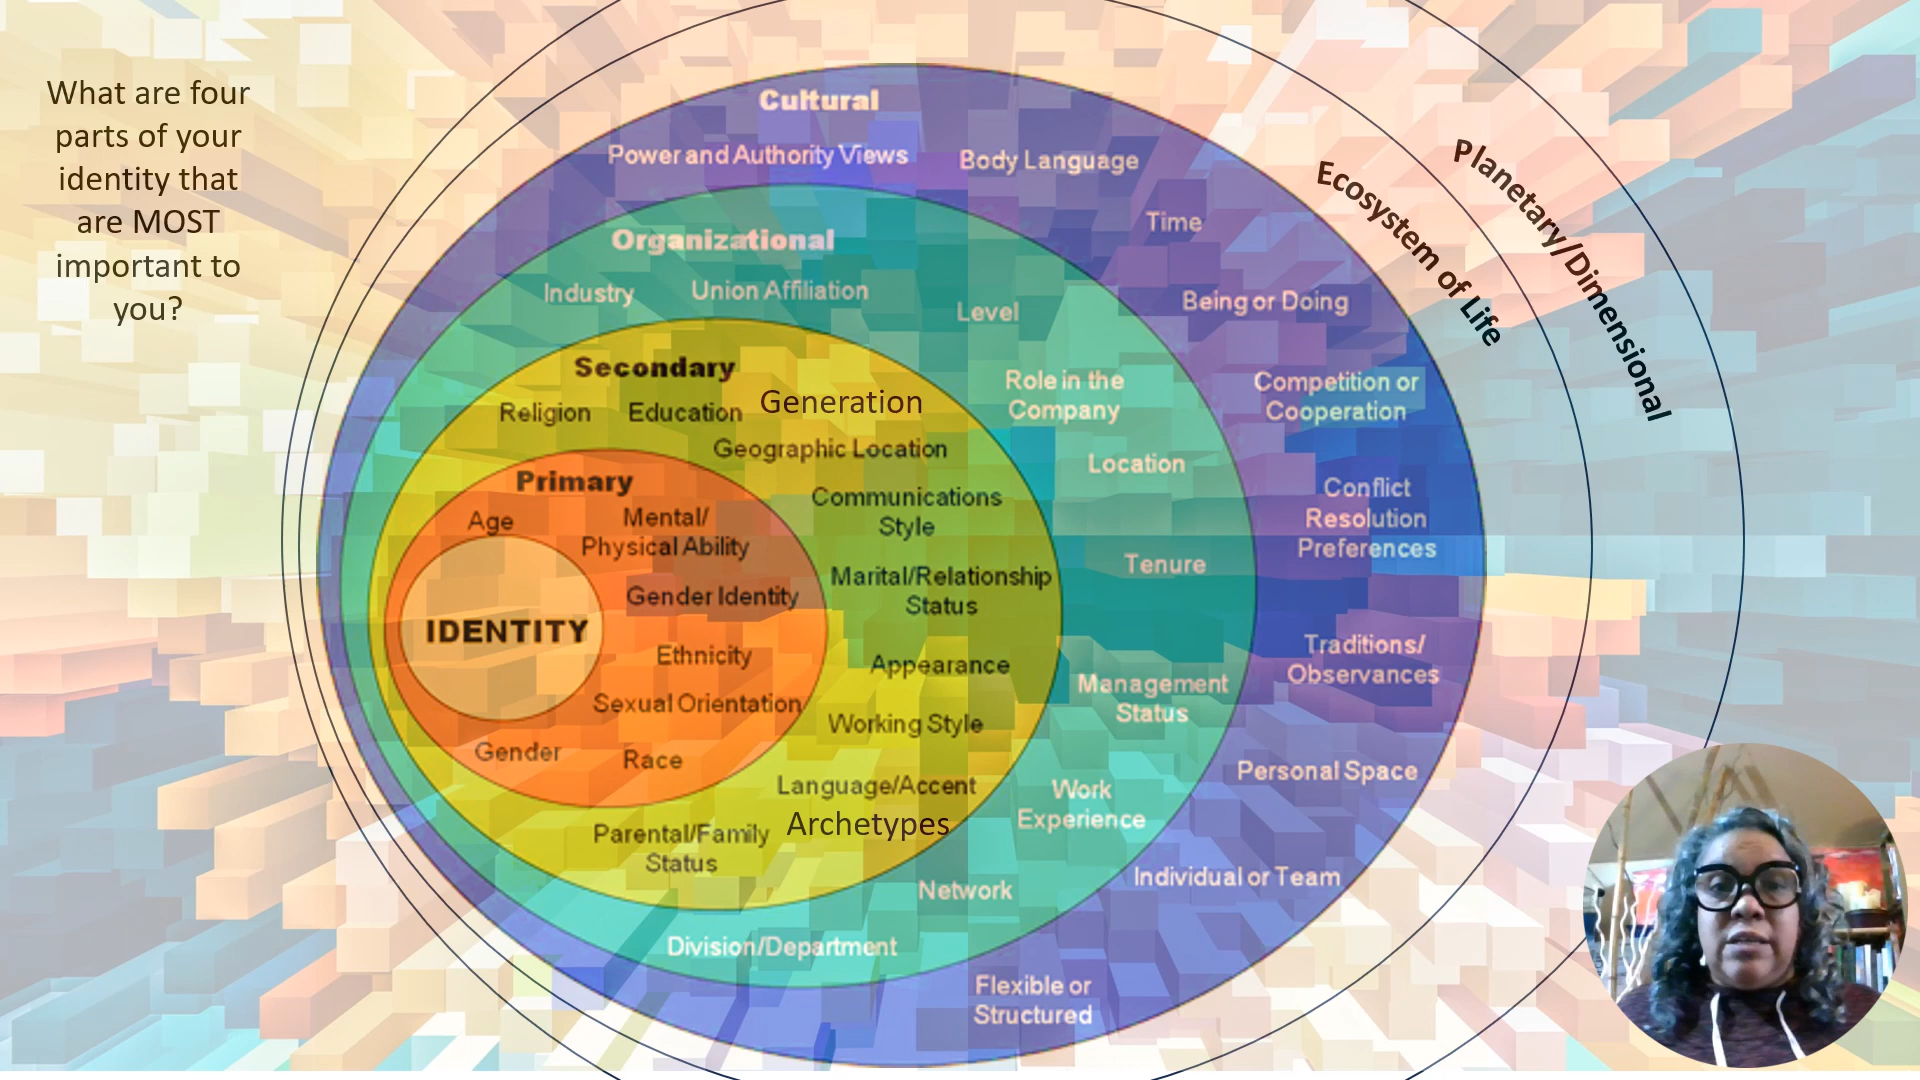 What are four
parts of your
identity that
are MOST
important to
you?
Cultural
Power and Authority Views
Body Language
Time
Being or Doing
Competition or
Cooperation
Conflict
Resolution
Preferences
Traditions/
Observances
Personal Space
Individual or Team
Flexible or
Structured
Organizational
Industry
Union Affiliation
Level
Role in the
Company
Location
Tenure
Management
Status
Work
Experience
Network
Division/Department
Secondary
Religion
Education
Generation
Geographic Location
Communications
Style
Marital/Relationship
Status
Appearance
Working Style
Language/Accent
Archetypes
Parental/Family
Status
Primary
Age
Mental/
Physical Ability
Gender Identity
Ethnicity
Sexual Orientation
Race
Gender
IDENTITY
Ecosystem of Life
Planetary/Dimensional